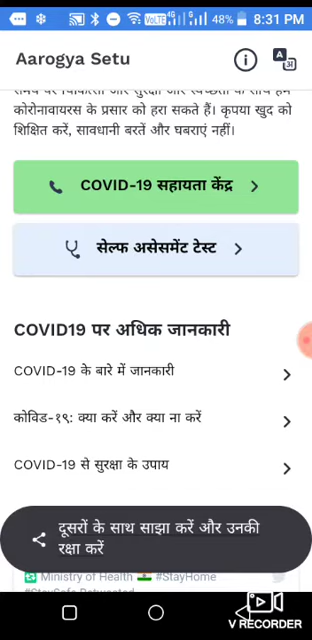 48% 8:31 PM
Aarogya Setu
कोरोनावायरस के प्रसार को हरा सकते हैं। कृपया खुद को
शिक्षित करें, सावधानी बरतें और घबराएं नहीं।
COVID-19 सहायता केंद्र
सेल्फ असेसमेंट टेस्ट
COVID19 पर अधिक जानकारी
COVID-19 के बारे में जानकारी
कोविड-१९: क्या करें और क्या ना करें
COVID-19 से सुरक्षा के उपाय
दूसरों के साथ साझा करें और उनकी
रक्षा करें
Ministry of Health #StayHome
V RECORDER